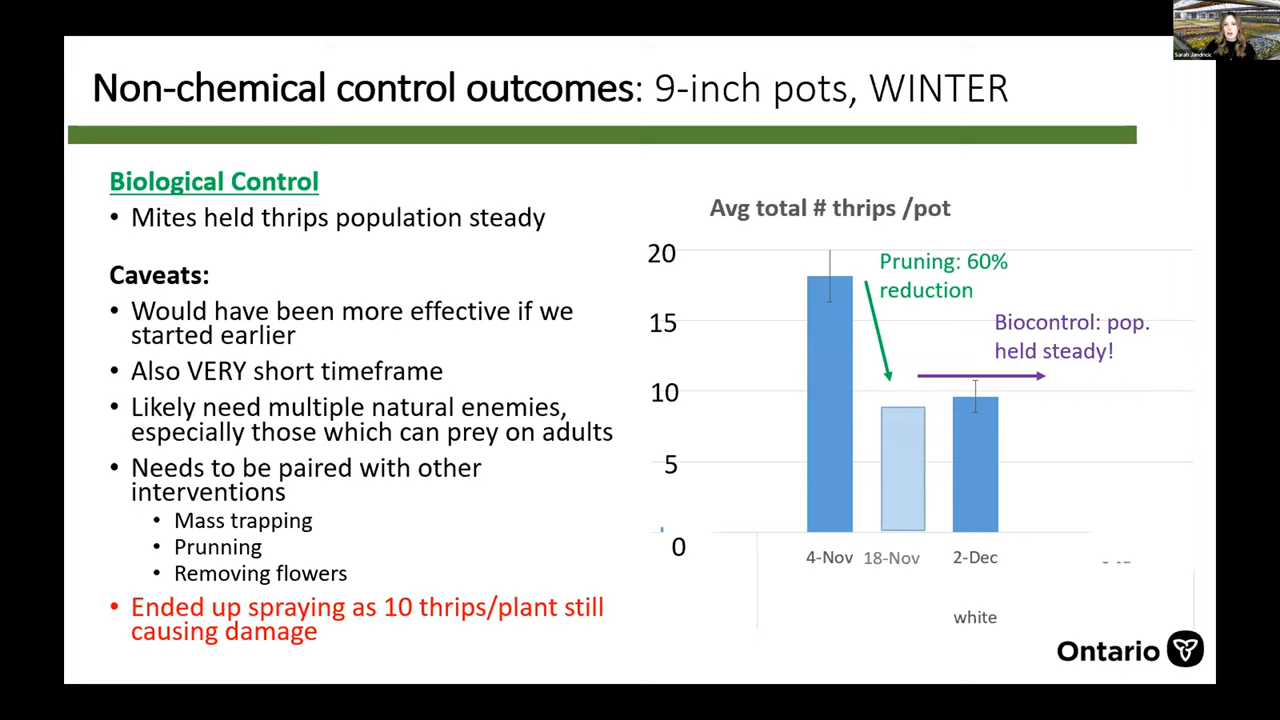 Sarah Jandricic
Non-chemical control outcomes: 9-inch pots, WINTER
Biological Control
• Mites held thrips population steady
Caveats:
• Would have been more effective if we
started earlier
• Also VERY short timeframe
• Likely need multiple natural enemies,
especially those which can prey on adults
• Needs to be paired with other
interventions
• Mass trapping
• Prunning
• Removing flowers
• Ended up spraying as 10 thrips/plant still
causing damage
Avg total # thrips /pot
20
15
10
5
0
Pruning: 60%
reduction
Biocontrol: pop.
held steady!
4-Nov 18-Nov 2-Dec
white
Ontario